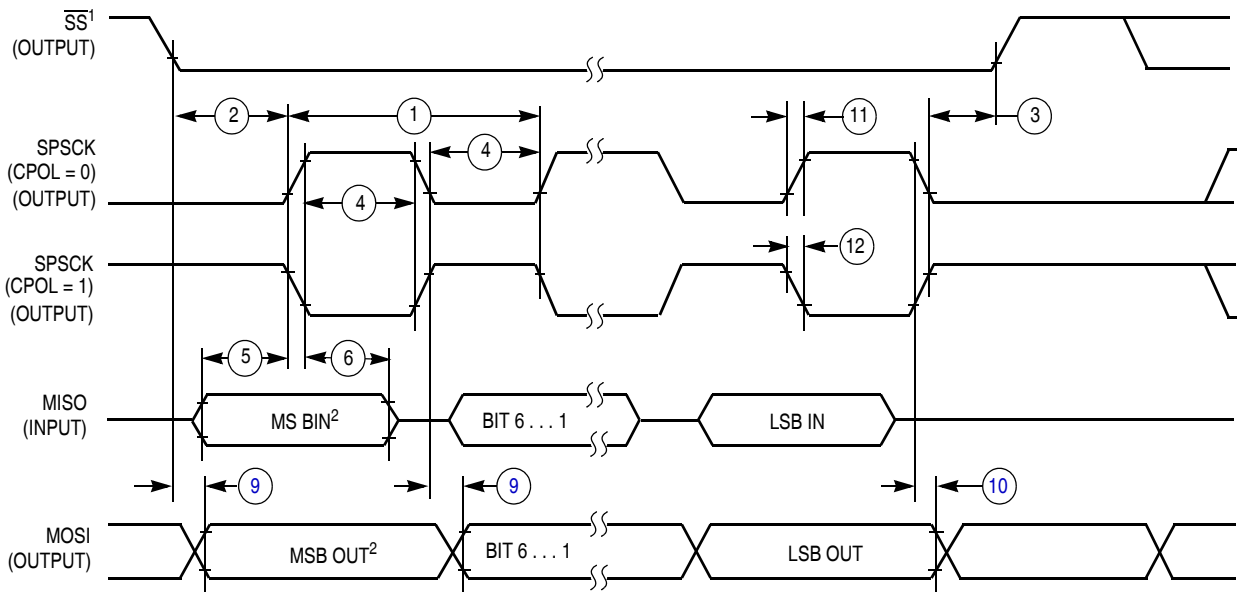 SS¹
(OUTPUT)
2
1
11
3
SPSCK
(CPOL = 0)
(OUTPUT)
4
4
SPSCK
(CPOL = 1)
(OUTPUT)
12
5
6
MISO
(INPUT)
MS BIN²
BIT 6 . . . 1
LSB IN
9
9
10
MOSI
(OUTPUT)
MSB OUT²
BIT 6 . . . 1
LSB OUT